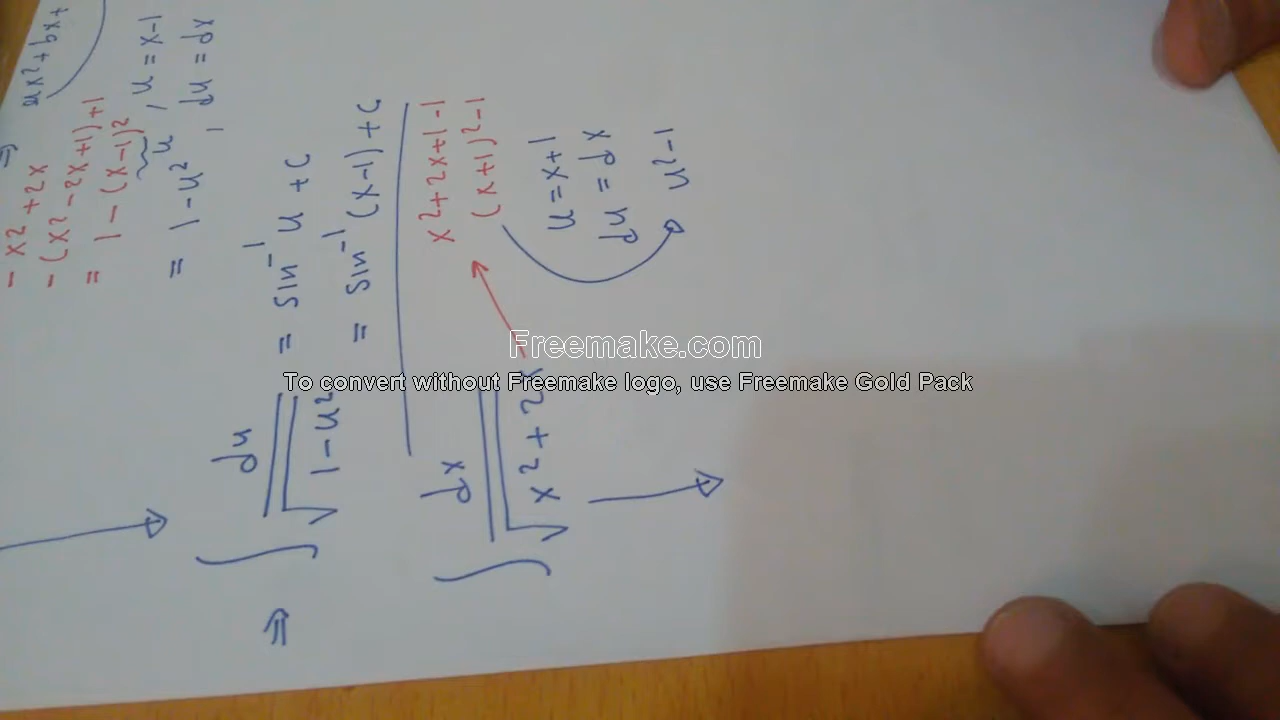 ax² + bx +
⇒
- x² + 2x
- (x² - 2x + 1) + 1
= 1 - (x-1)²
u
= 1 - u² , u = x-1
, du = dx
⇒ ∫ du / √(1 - u²) = sin⁻¹ u + c
= sin⁻¹ (x-1) + c
∫ dx / √(x² + 2x)
x² + 2x + 1 - 1
(x+1)² - 1
u = x+1
du = dx
u² - 1
Freemake.com
To convert without Freemake logo, use Freemake Gold Pack